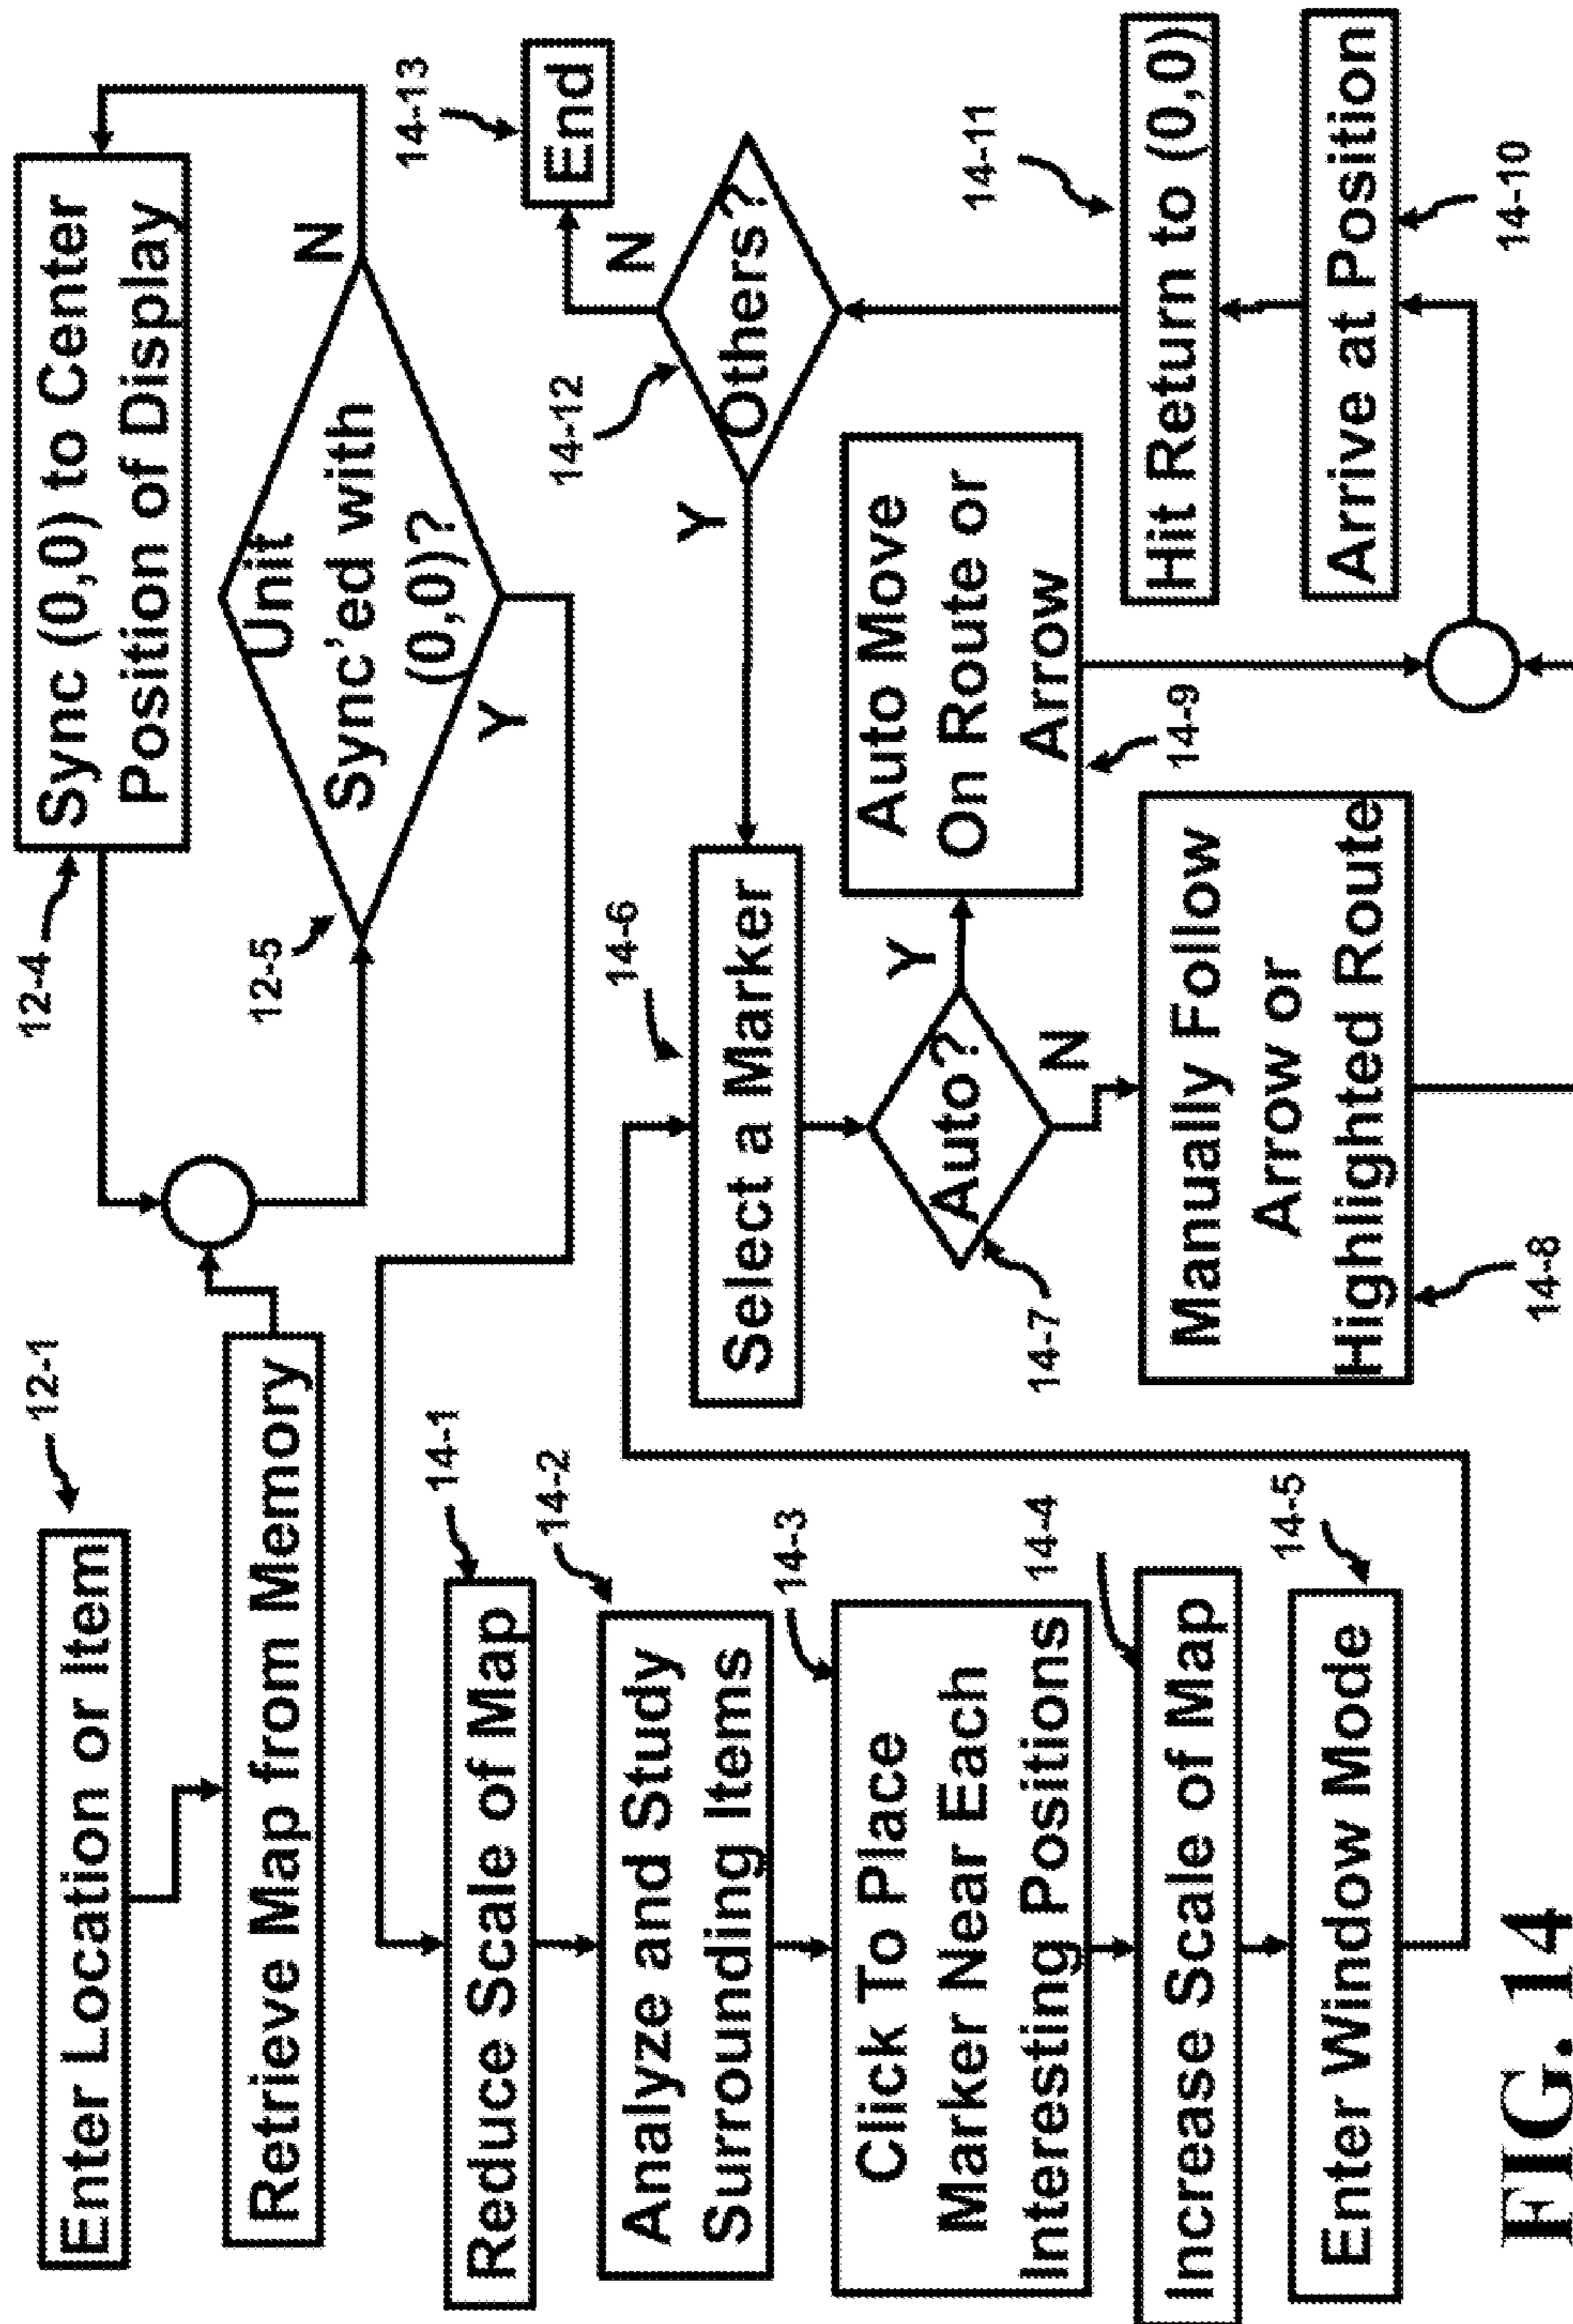 12-1
Enter Location or Item
Retrieve Map from Memory
12-4
Sync (0,0) to Center
Position of Display
12-5
Unit
Sync'ed with
(0,0)?
N
Y
14-1
Reduce Scale of Map
14-2
Analyze and Study
Surrounding Items
14-3
Click To Place
Marker Near Each
Interesting Positions
14-4
Increase Scale of Map
14-5
Enter Window Mode
14-6
Select a Marker
14-7
Auto?
Y
N
14-8
Manually Follow
Arrow or
Highlighted Route
14-9
Auto Move
On Route or
Arrow
14-10
Arrive at Position
14-11
Hit Return to (0,0)
14-12
Others?
Y
N
14-13
End
FIG. 14